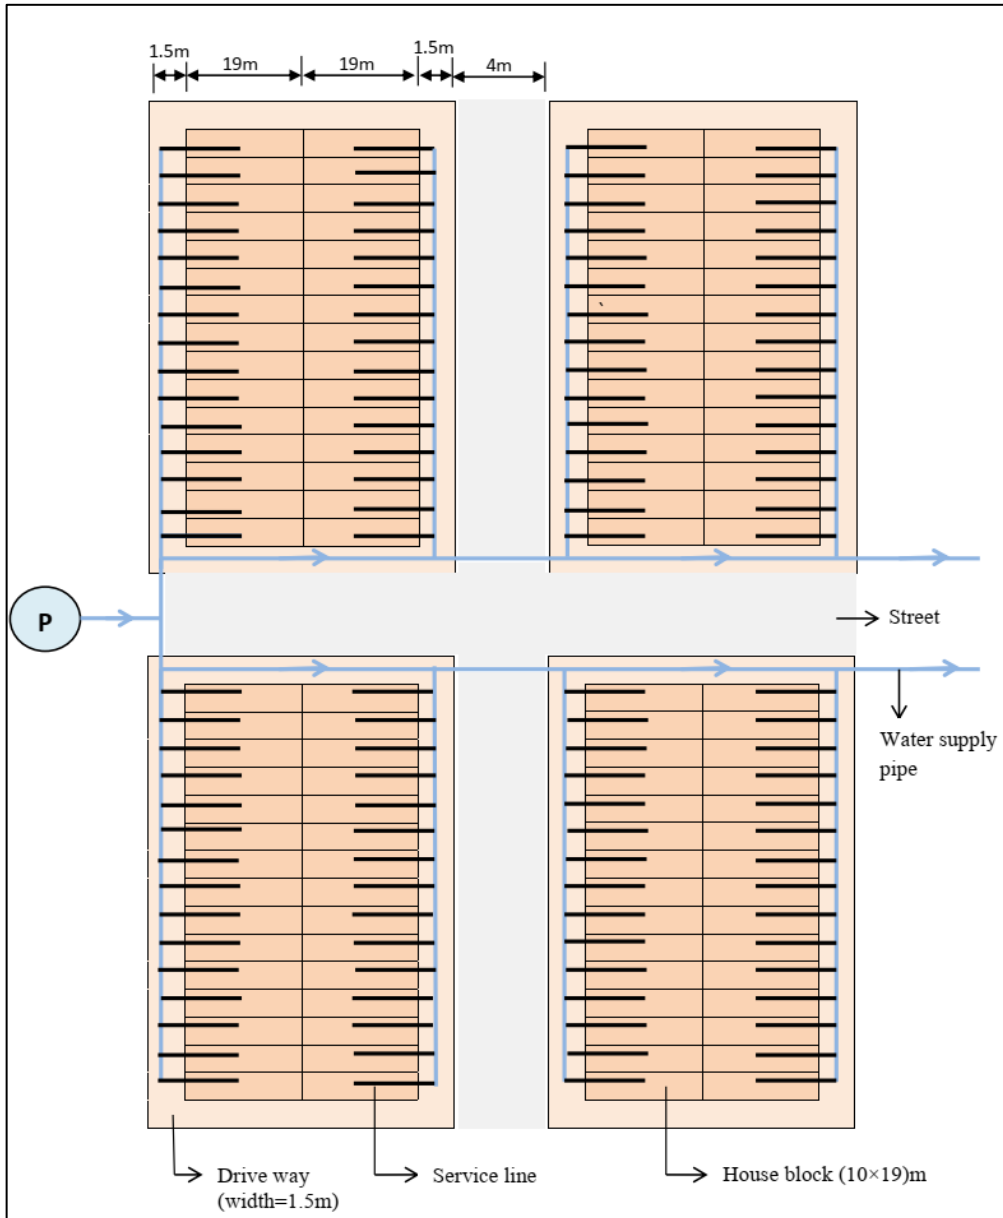 1.5m
19m
19m
1.5m
4m
`
P
Street
Water supply
pipe
Drive way
(width=1.5m)
Service line
House block (10×19)m